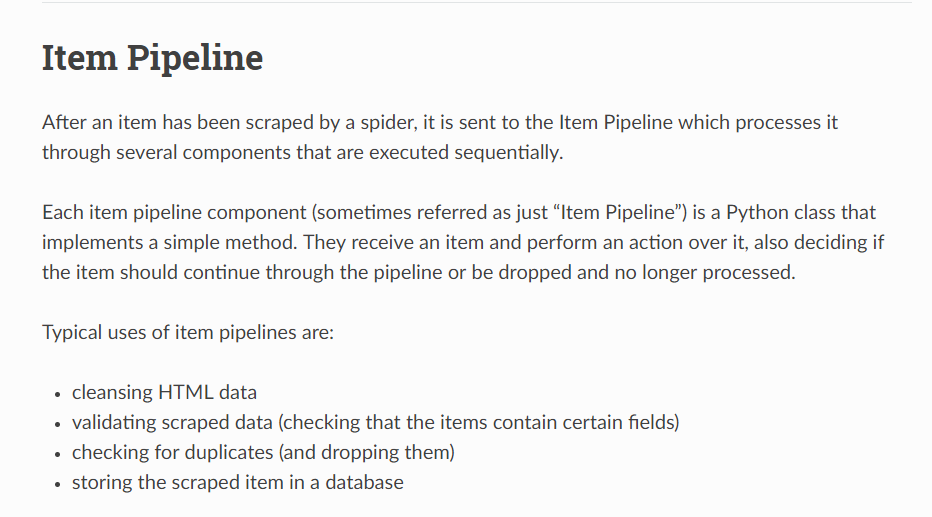 Item Pipeline
After an item has been scraped by a spider, it is sent to the Item Pipeline which processes it
through several components that are executed sequentially.
Each item pipeline component (sometimes referred as just “Item Pipeline”) is a Python class that
implements a simple method. They receive an item and perform an action over it, also deciding if
the item should continue through the pipeline or be dropped and no longer processed.
Typical uses of item pipelines are:
• cleansing HTML data
• validating scraped data (checking that the items contain certain fields)
• checking for duplicates (and dropping them)
• storing the scraped item in a database